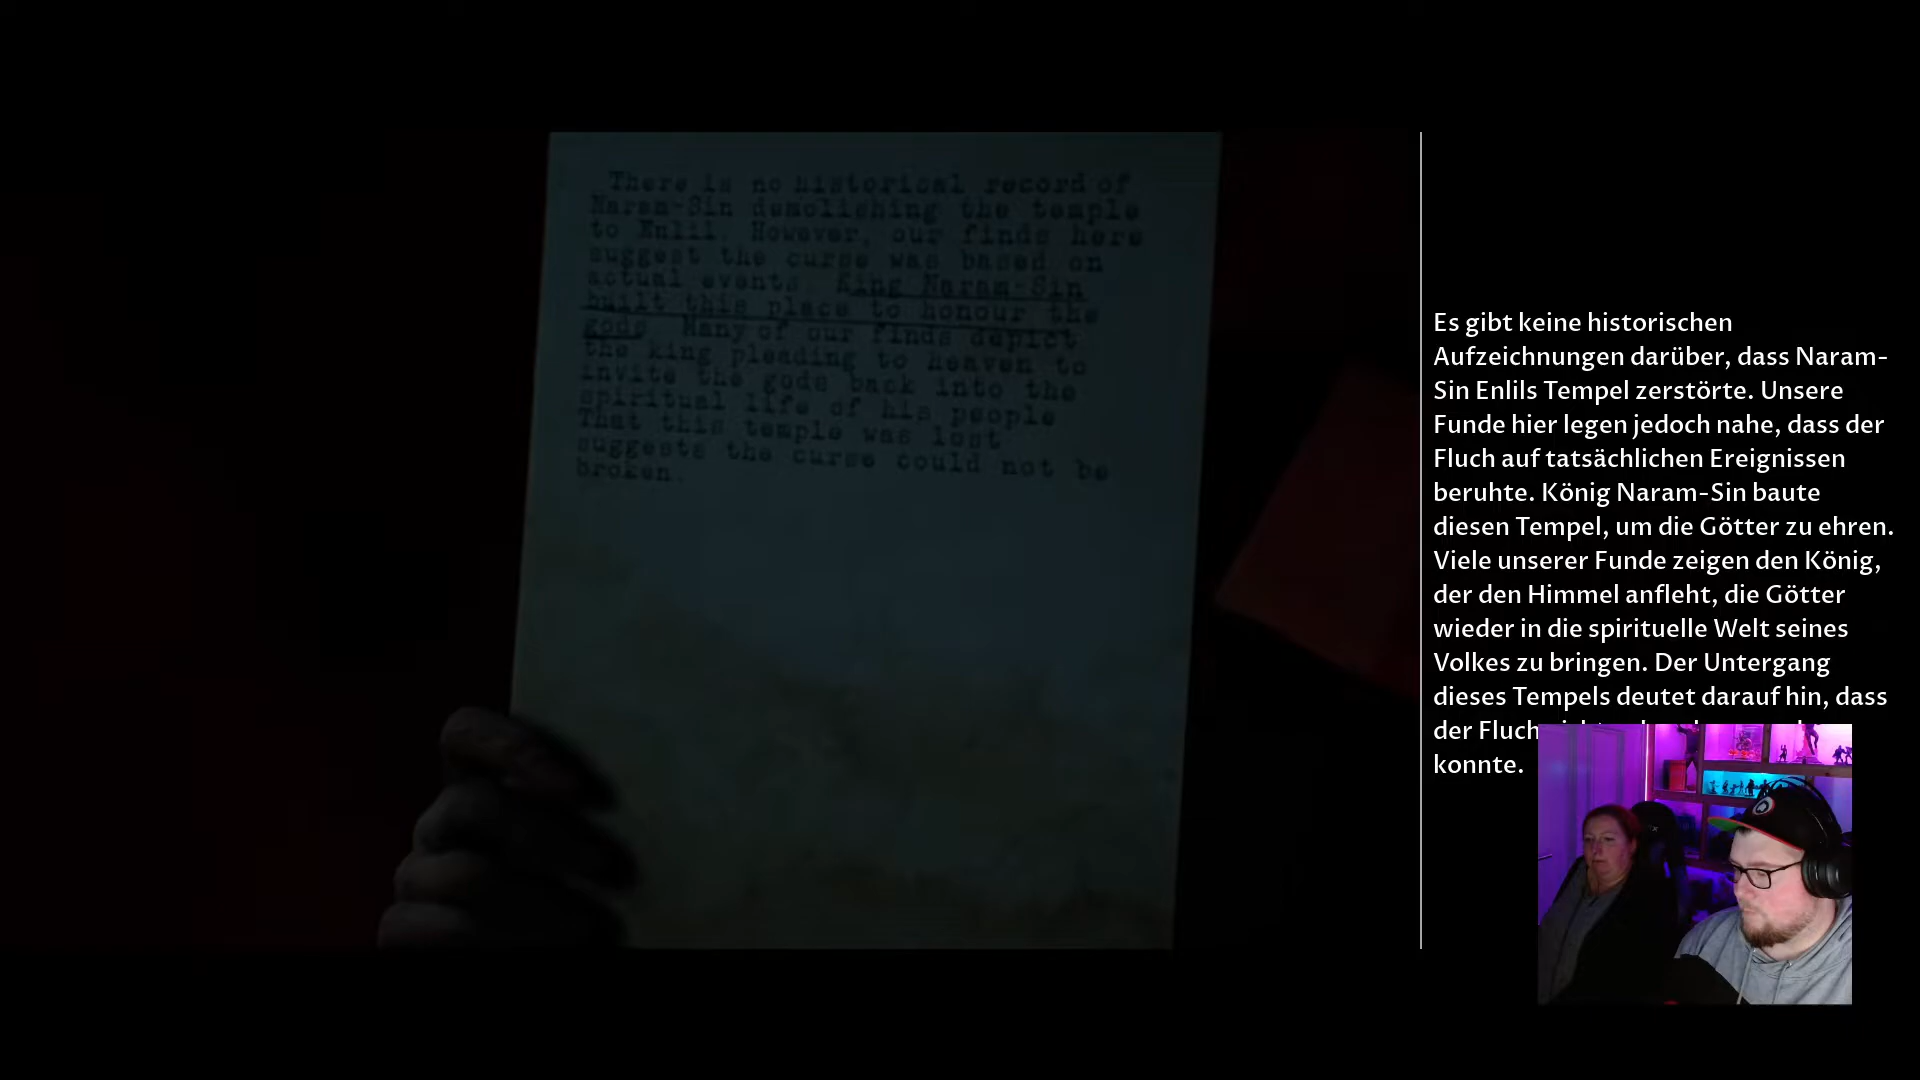 There is no historical record of
Naram-Sin demolishing the temple
to Enlil. However, our finds here
suggest the curse was based on
actual events. King Naram-Sin
built this place to honour the
gods. Many of our finds depict
the king pleading to heaven to
invite the gods back into the
spiritual life of his people.
That this temple was lost
suggests the curse could not be
broken.
Es gibt keine historischen
Aufzeichnungen darüber, dass Naram-
Sin Enlils Tempel zerstörte. Unsere
Funde hier legen jedoch nahe, dass der
Fluch auf tatsächlichen Ereignissen
beruhte. König Naram-Sin baute
diesen Tempel, um die Götter zu ehren.
Viele unserer Funde zeigen den König,
der den Himmel anfleht, die Götter
wieder in die spirituelle Welt seines
Volkes zu bringen. Der Untergang
dieses Tempels deutet darauf hin, dass
der Fluch
konnte.